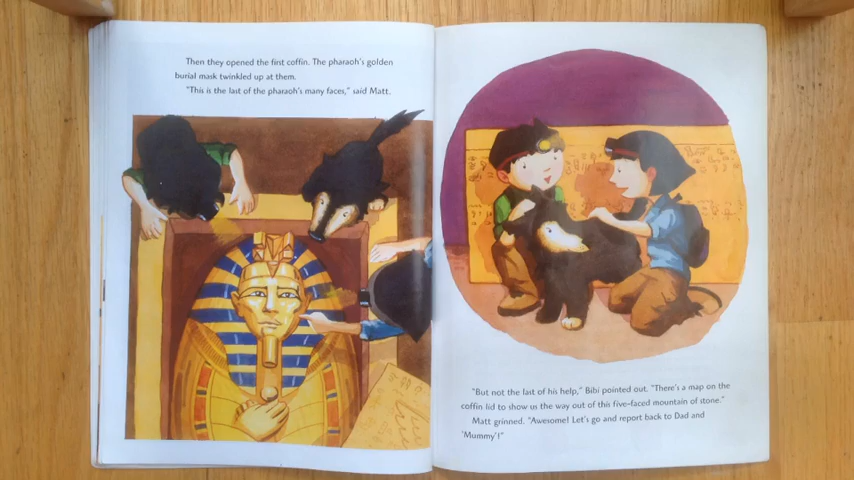 Then they opened the first coffin. The pharaoh's golden
burial mask twinkled up at them.
"This is the last of the pharaoh's many faces," said Matt.
"But not the last of his help," Bibi pointed out. "There's a map on the
coffin lid to show us the way out of this five-faced mountain of stone."
Matt grinned. "Awesome! Let's go and report back to Dad and
'Mummy'!"